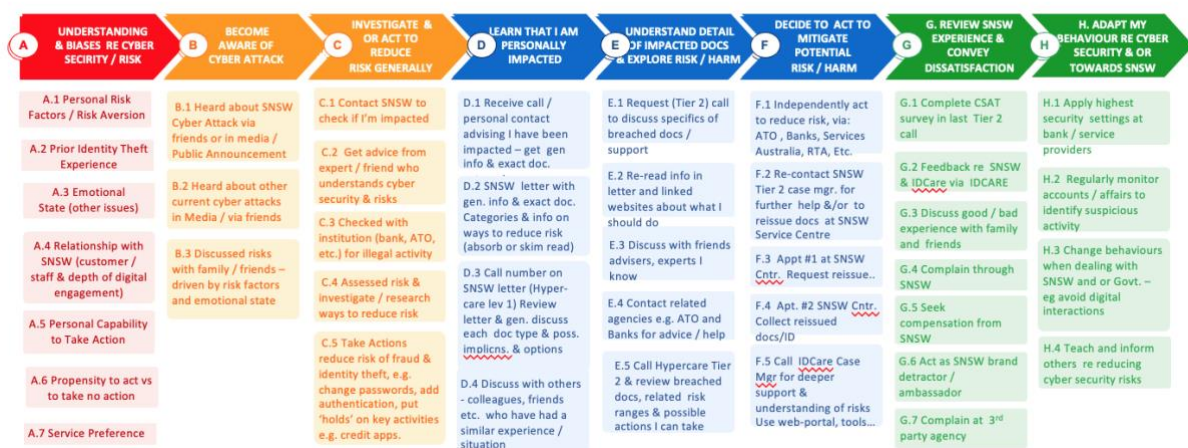 A
UNDERSTANDING
& BIASES RE CYBER
SECIRITY / RISK
B
BECOME
AWARE OF
CYBER ATTACK
C
INVESTIGATE &
OR ACT TO
REDUCE
RISK GENERALLY
D
LEARN THAT I AM
PERSONALLY
IMPACTED
E
UNDERSTAND DETAIL
OF IMPACTED DOCS
& EXPLORE RISK / HARM
F
DECIDE TO ACT TO
MITIGATE
POTENTIAL
RISK / HARM
G
G. REVIEW SNSW
EXPERIENCE &
CONVEY
DISSATISFACTION
H
H. ADAPT MY
BEHAVIOUR RE CYBER
SECURITY & OR
TOWARDS SNSW
A.1 Personal Risk
Factors / Risk Aversion
A.2 Prior Identity Theft
Experience
A.3 Emotional
State (other issues)
A.4 Relationship with
SNSW (customer /
staff & depth of digital
engagement)
A.5 Personal Capability
to Take Action
A.6 Propensity to act vs
to take no action
A.7 Service Preference
B.1 Heard about SNSW
Cyber Attack via
friends or in media /
Public Announcement
B.2 Heard about other
current cyber attacks
in Media / via friends
B.3 Discussed risks
with family / friends –
driven by risk factors
and emotional state
C.1 Contact SNSW to
check if I'm impacted
C.2 Get advice from
expert / friend who
understands cyber
security & risks
C.3 Checked with
institution (bank, ATO,
etc.) for illegal activity
C.4 Assessed risk &
investigate / research
ways to reduce risk
C.5 Take Actions
reduce risk of fraud &
identity theft, e.g.
change passwords, add
authentication, put
'holds' on key activities
e.g. credit apps.
D.1 Receive call /
personal contact
advising I have been
impacted – get gen
info & exact doc.
D.2 SNSW letter with
gen. info & exact doc.
Categories & info on
ways to reduce risk
(absorb or skim read)
D.3 Call number on
SNSW letter (Hyper-
care lev 1) Review
letter & gen. discuss
each doc type & poss.
implicns. & options
D.4 Discuss with others
- colleagues, friends
etc. who have had a
similar experience /
situation
E.1 Request (Tier 2) call
to discuss specifics of
breached docs /
support
E.2 Re-read info in
letter and linked
websites about what I
should do
E.3 Discuss with friends
advisers, experts I
know
E.4 Contact related
agencies e.g. ATO and
Banks for advice / help
E.5 Call Hypercare Tier
2 & review breached
docs, related risk
ranges & possible
actions I can take
F.1 Independently act
to reduce risk, via:
ATO , Banks, Services
Australia, RTA, Etc.
F.2 Re-contact SNSW
Tier 2 case mgr. for
further help &/or to
reissue docs at SNSW
Service Centre
F.3 Appt #1 at SNSW
Cntr. Request reissue..
F.4 Apt. #2 SNSW Cntr.
Collect reissued
docs/ID
F.5 Call IDCare Case
Mgr for deeper
support &
understanding of risks
Use web-portal, tools...
G.1 Complete CSAT
survey in last Tier 2
call
G.2 Feedback re SNSW
& IDCare via IDCARE
G.3 Discuss good / bad
experience with family
and friends
G.4 Complain through
SNSW
G.5 Seek
compensation from
SNSW
G.6 Act as SNSW brand
detractor /
ambassador
G.7 Complain at 3rd
party agency
H.1 Apply highest
security settings at
bank / service
providers
H.2 Regularly monitor
accounts / affairs to
identify suspicious
activity
H.3 Change behaviours
when dealing with
SNSW and or Govt. –
eg avoid digital
interactions
H.4 Teach and inform
others re reducing
cyber security risks